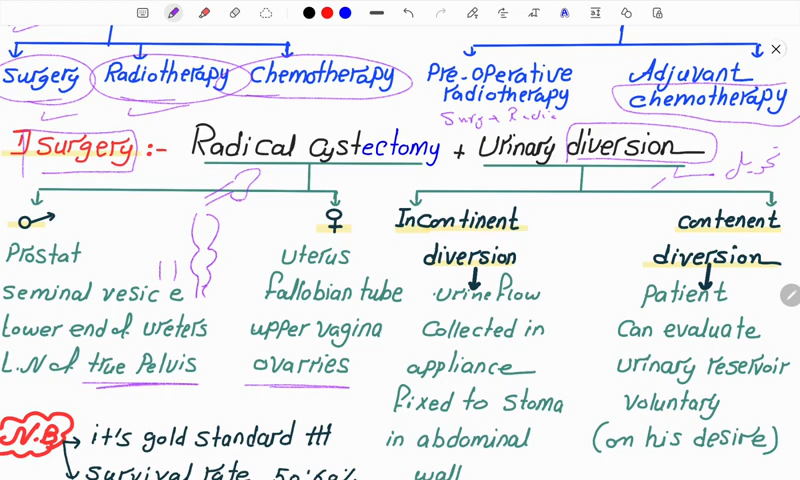 Surgery Radiotherapy Chemotherapy Pre-operative radiotherapy Adjuvant chemotherapy
Surg + Radio
1) Surgery :- Radical cystectomy + Urinary diversion
♂
Prostat
seminal vesic e
Lower end of ureters
L.N of true Pelvis
♀
uterus
fallobian tube
upper vagina
ovarries
Incontinent
diversion
urine flow
Collected in
appliance
fixed to stoma
in abdominal
wall
contenent
diversion
Patient
Can evaluate
urinary reservoir
voluntary
(on his desire)
N.B
it's gold standard ttt
survival rate 50:60%